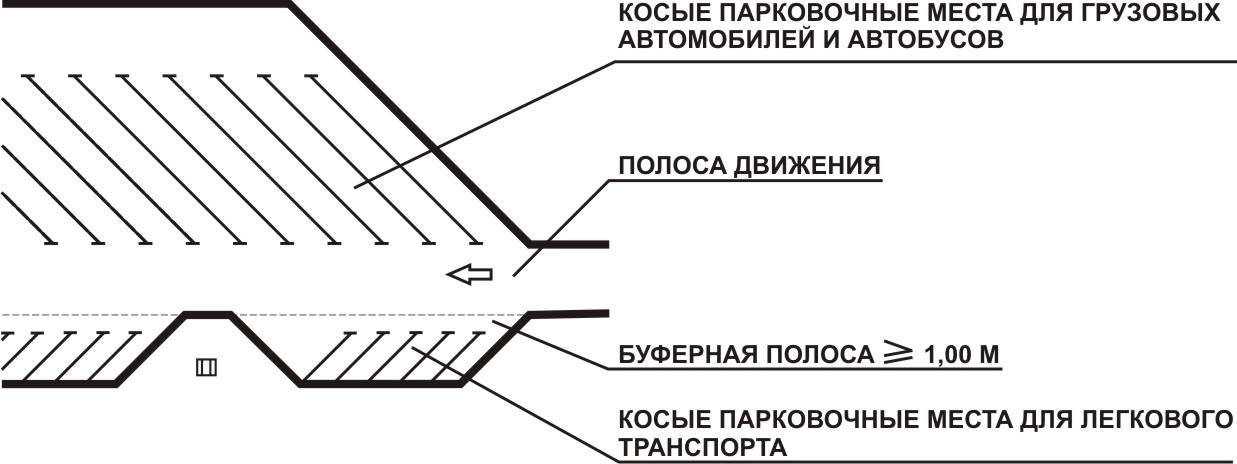 КОСЫЕ ПАРКОВОЧНЫЕ МЕСТА ДЛЯ ГРУЗОВЫХ
АВТОМОБИЛЕЙ И АВТОБУСОВ
ПОЛОСА ДВИЖЕНИЯ
БУФЕРНАЯ ПОЛОСА ⩾ 1,00 М
КОСЫЕ ПАРКОВОЧНЫЕ МЕСТА ДЛЯ ЛЕГКОВОГО
ТРАНСПОРТА